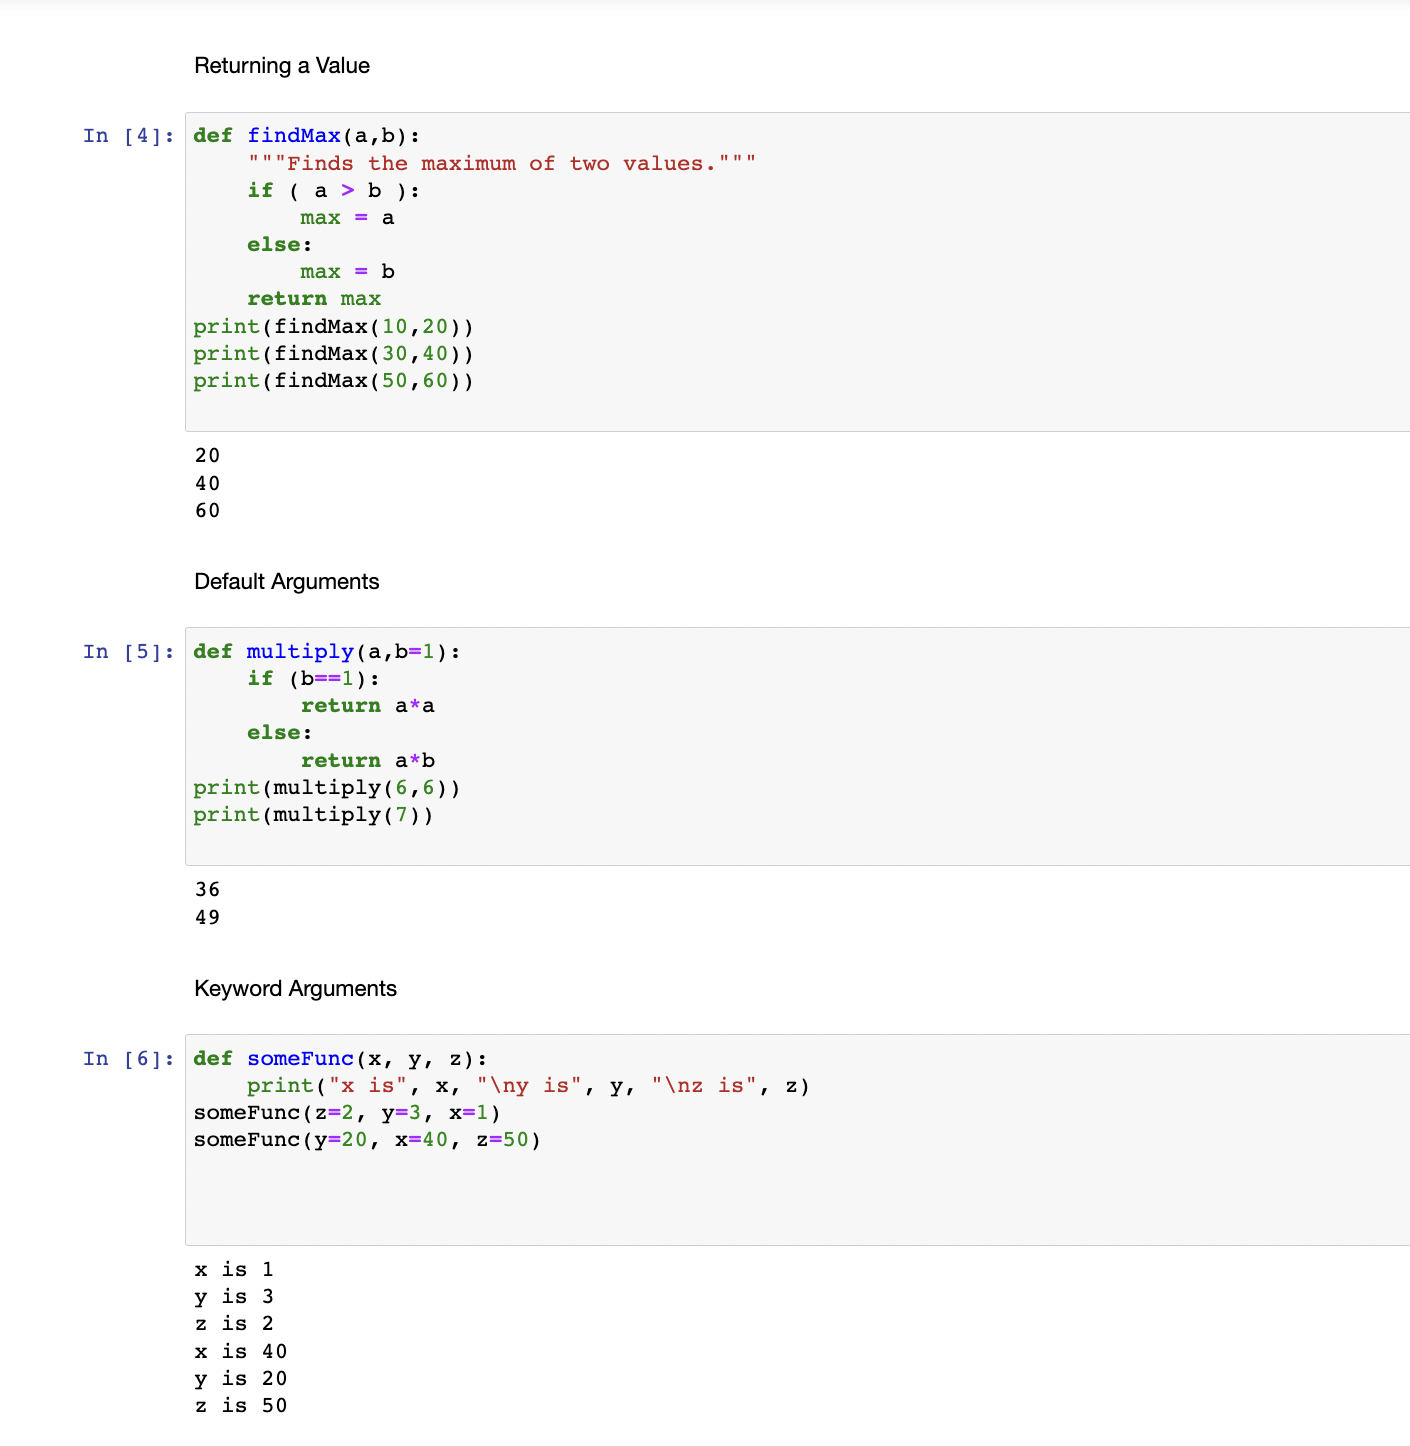 Returning a Value
In [4]: def findMax(a,b):
    """Finds the maximum of two values."""
    if ( a > b ):
        max = a
    else:
        max = b
    return max
print(findMax(10,20))
print(findMax(30,40))
print(findMax(50,60))
20
40
60
Default Arguments
In [5]: def multiply(a,b=1):
    if (b==1):
        return a*a
    else:
        return a*b
print(multiply(6,6))
print(multiply(7))
36
49
Keyword Arguments
In [6]: def someFunc(x, y, z):
    print("x is", x, "\ny is", y, "\nz is", z)
someFunc(z=2, y=3, x=1)
someFunc(y=20, x=40, z=50)
x is 1
y is 3
z is 2
x is 40
y is 20
z is 50